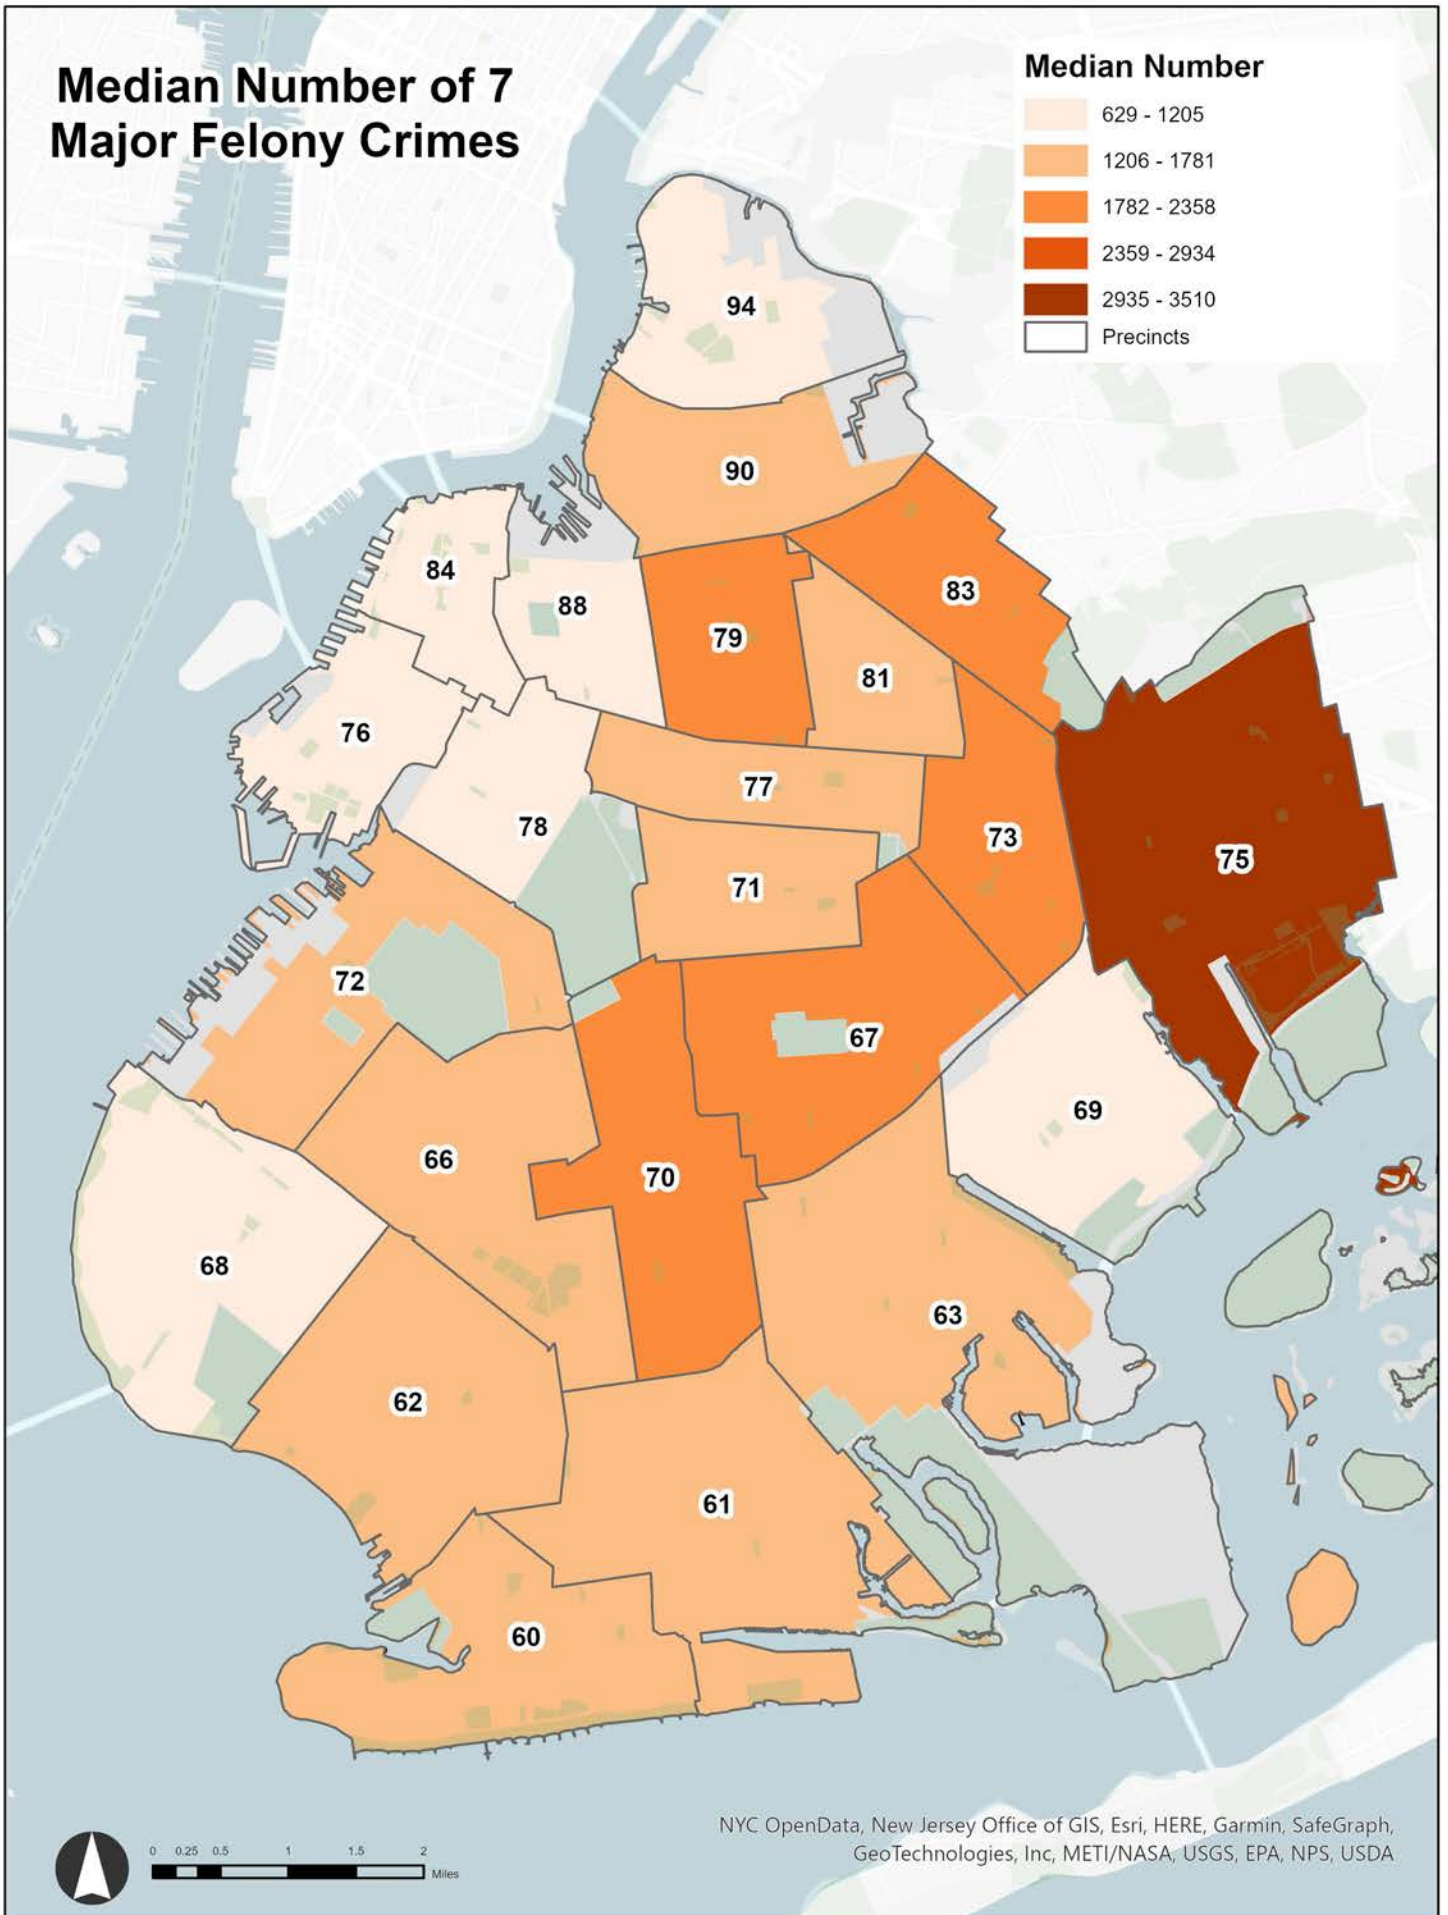 Median Number of 7
Major Felony Crimes
Median Number
629 - 1205
1206 - 1781
1782 - 2358
2359 - 2934
2935 - 3510
Precincts
94
90
84
88
83
79
81
76
77
78
73
75
71
72
67
69
66
70
68
63
62
61
60
0 0.25 0.5 1 1.5 2
Miles
NYC OpenData, New Jersey Office of GIS, Esri, HERE, Garmin, SafeGraph,
GeoTechnologies, Inc, METI/NASA, USGS, EPA, NPS, USDA